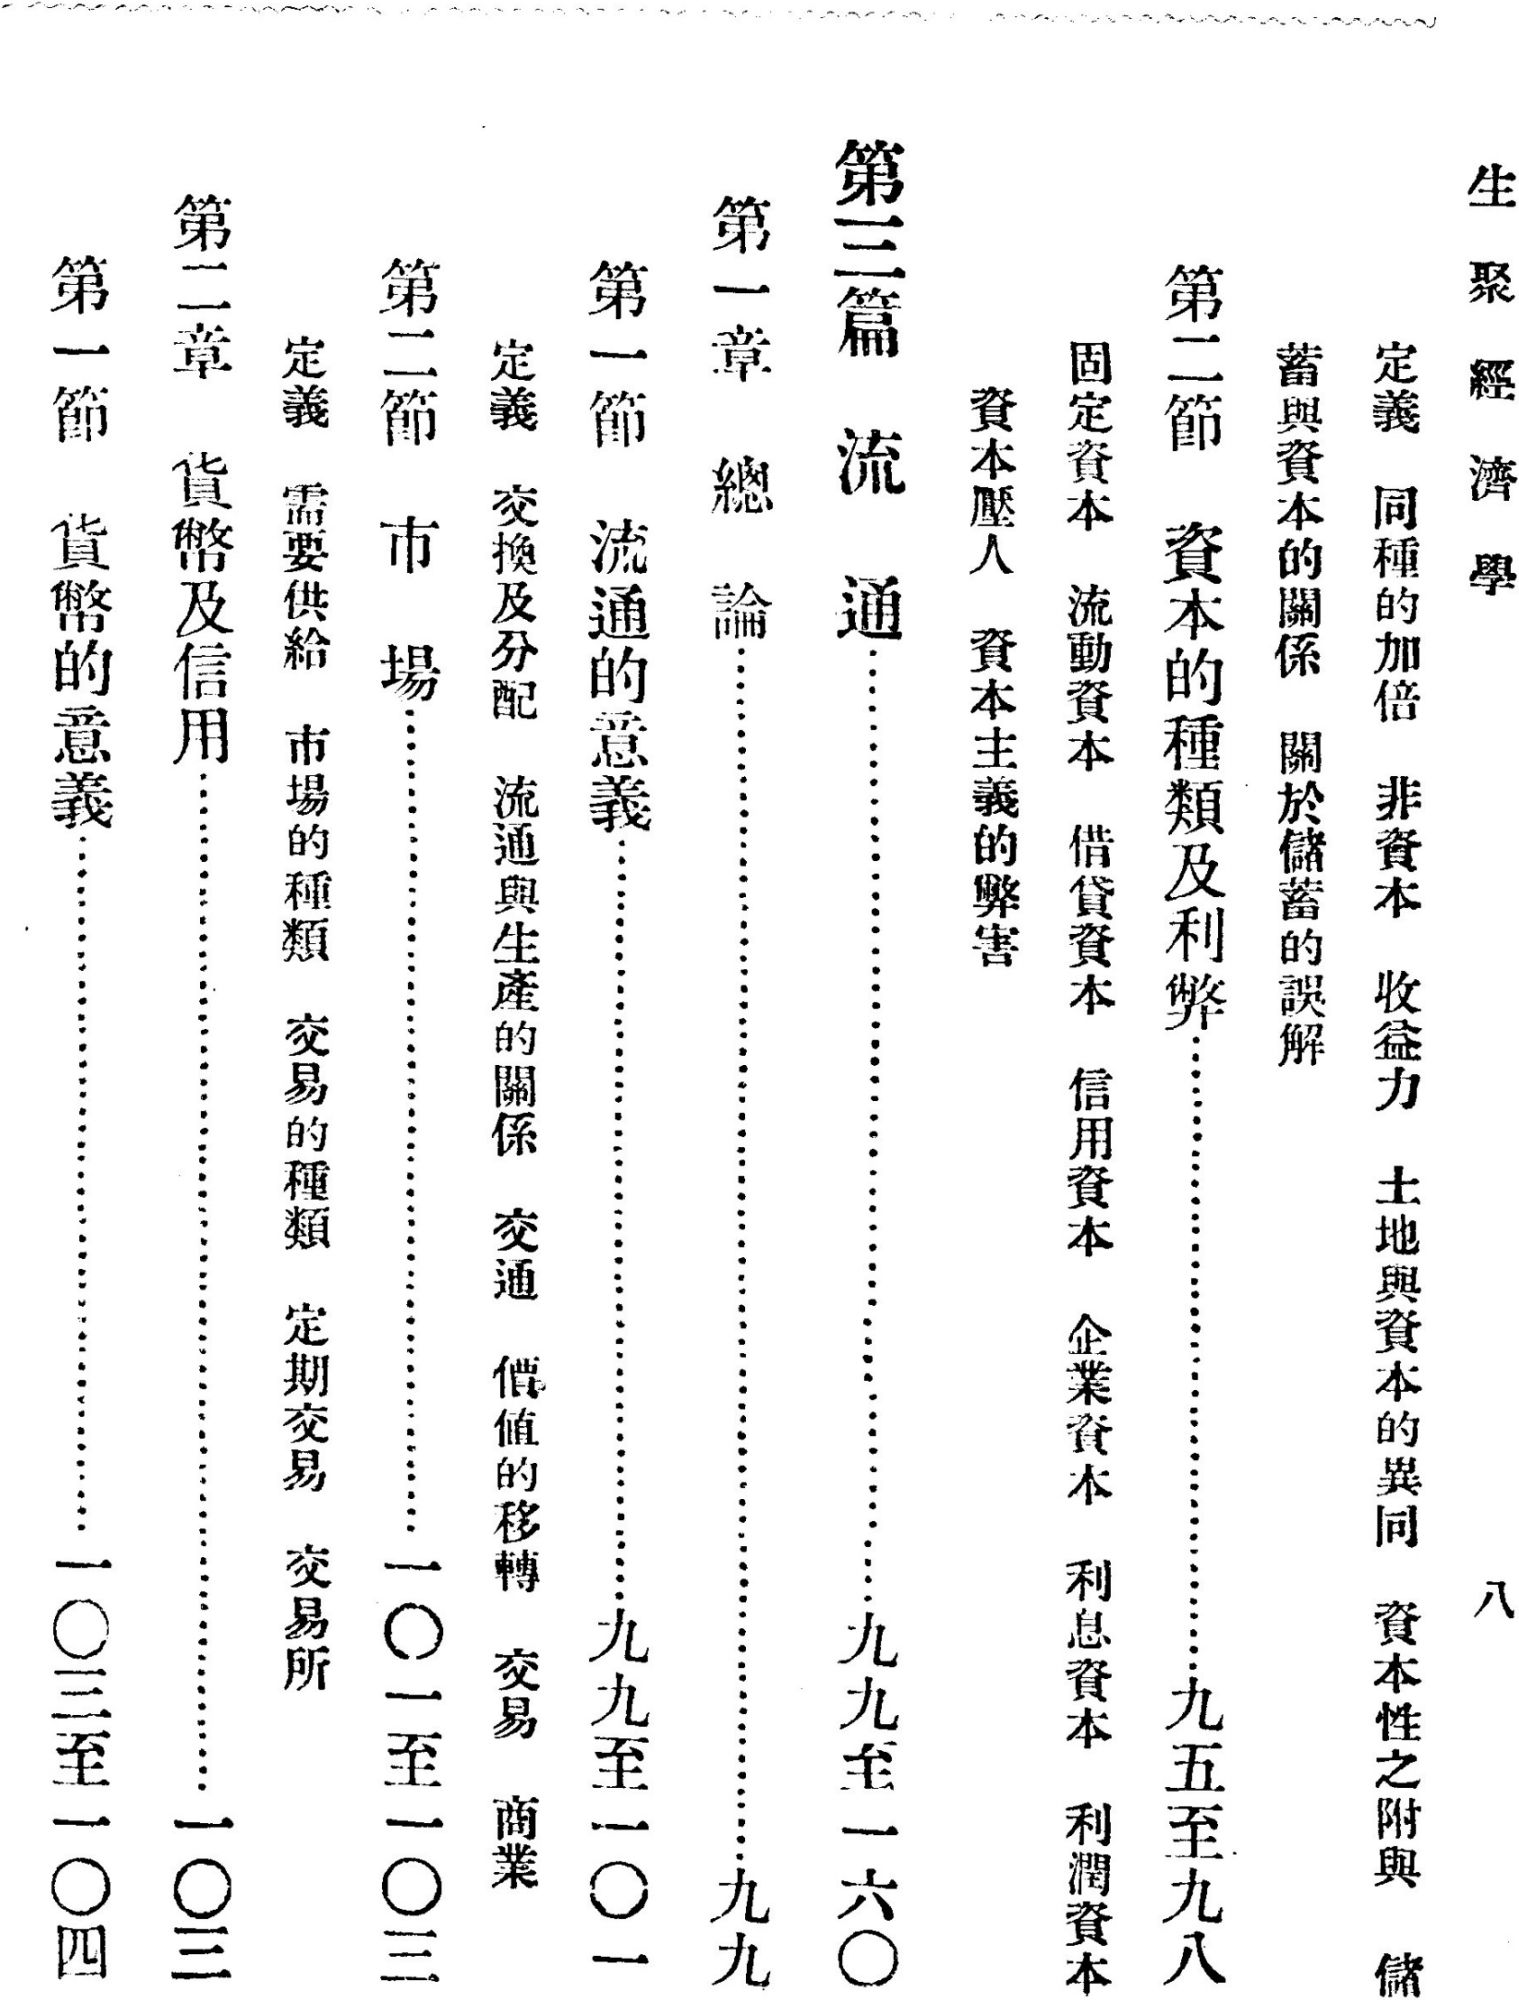 生聚經濟學　八
定義　同種的加倍　非資本　收益力　土地與資本的異同　資本性之附與　儲
蓄與資本的關係　關於儲蓄的誤解
第二節　資本的種類及利弊……………………九五至九八
固定資本　流動資本　借貸資本　信用資本　企業資本　利息資本　利潤資本
資本壓人　資本主義的弊害
第三篇　流　通……………………九九至一六〇
第一章　總　論……………………九九
第一節　流通的意義……………………九九至一〇一
定義　交換及分配　流通與生產的關係　交通　價值的移轉　交易　商業
第二節　市　場……………………一〇一至一〇三
定義　需要供給　市場的種類　交易的種類　定期交易　交易所
第二章　貨幣及信用……………………一〇三
第一節　貨幣的意義……………………一〇三至一〇四